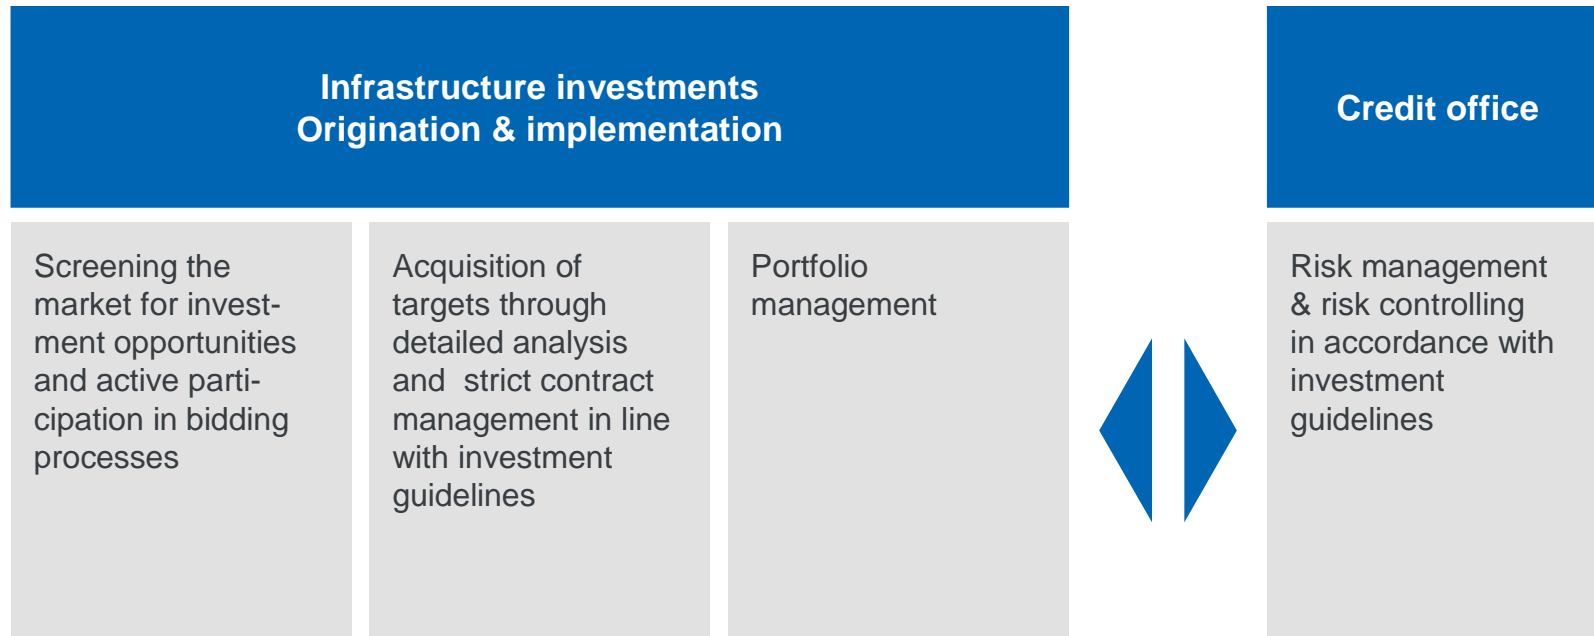 Infrastructure investments
Origination & implementation
Credit office
Screening the
market for invest-
ment opportunities
and active parti-
cipation in bidding
processes
Acquisition of
targets through
detailed analysis
and  strict contract
management in line
with investment
guidelines
Portfolio
management
Risk management
& risk controlling
in accordance with
investment
guidelines